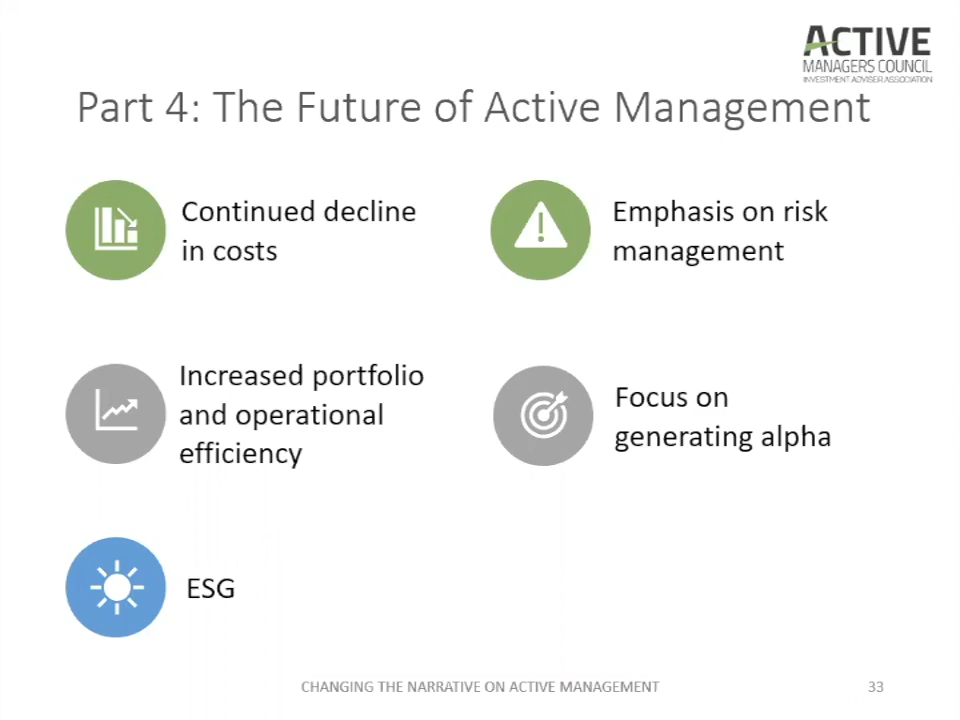 ACTIVE
MANAGERS COUNCIL
INVESTMENT ADVISER ASSOCIATION
Part 4: The Future of Active Management
Continued decline
in costs
Emphasis on risk
management
Increased portfolio
and operational
efficiency
Focus on
generating alpha
ESG
CHANGING THE NARRATIVE ON ACTIVE MANAGEMENT
33